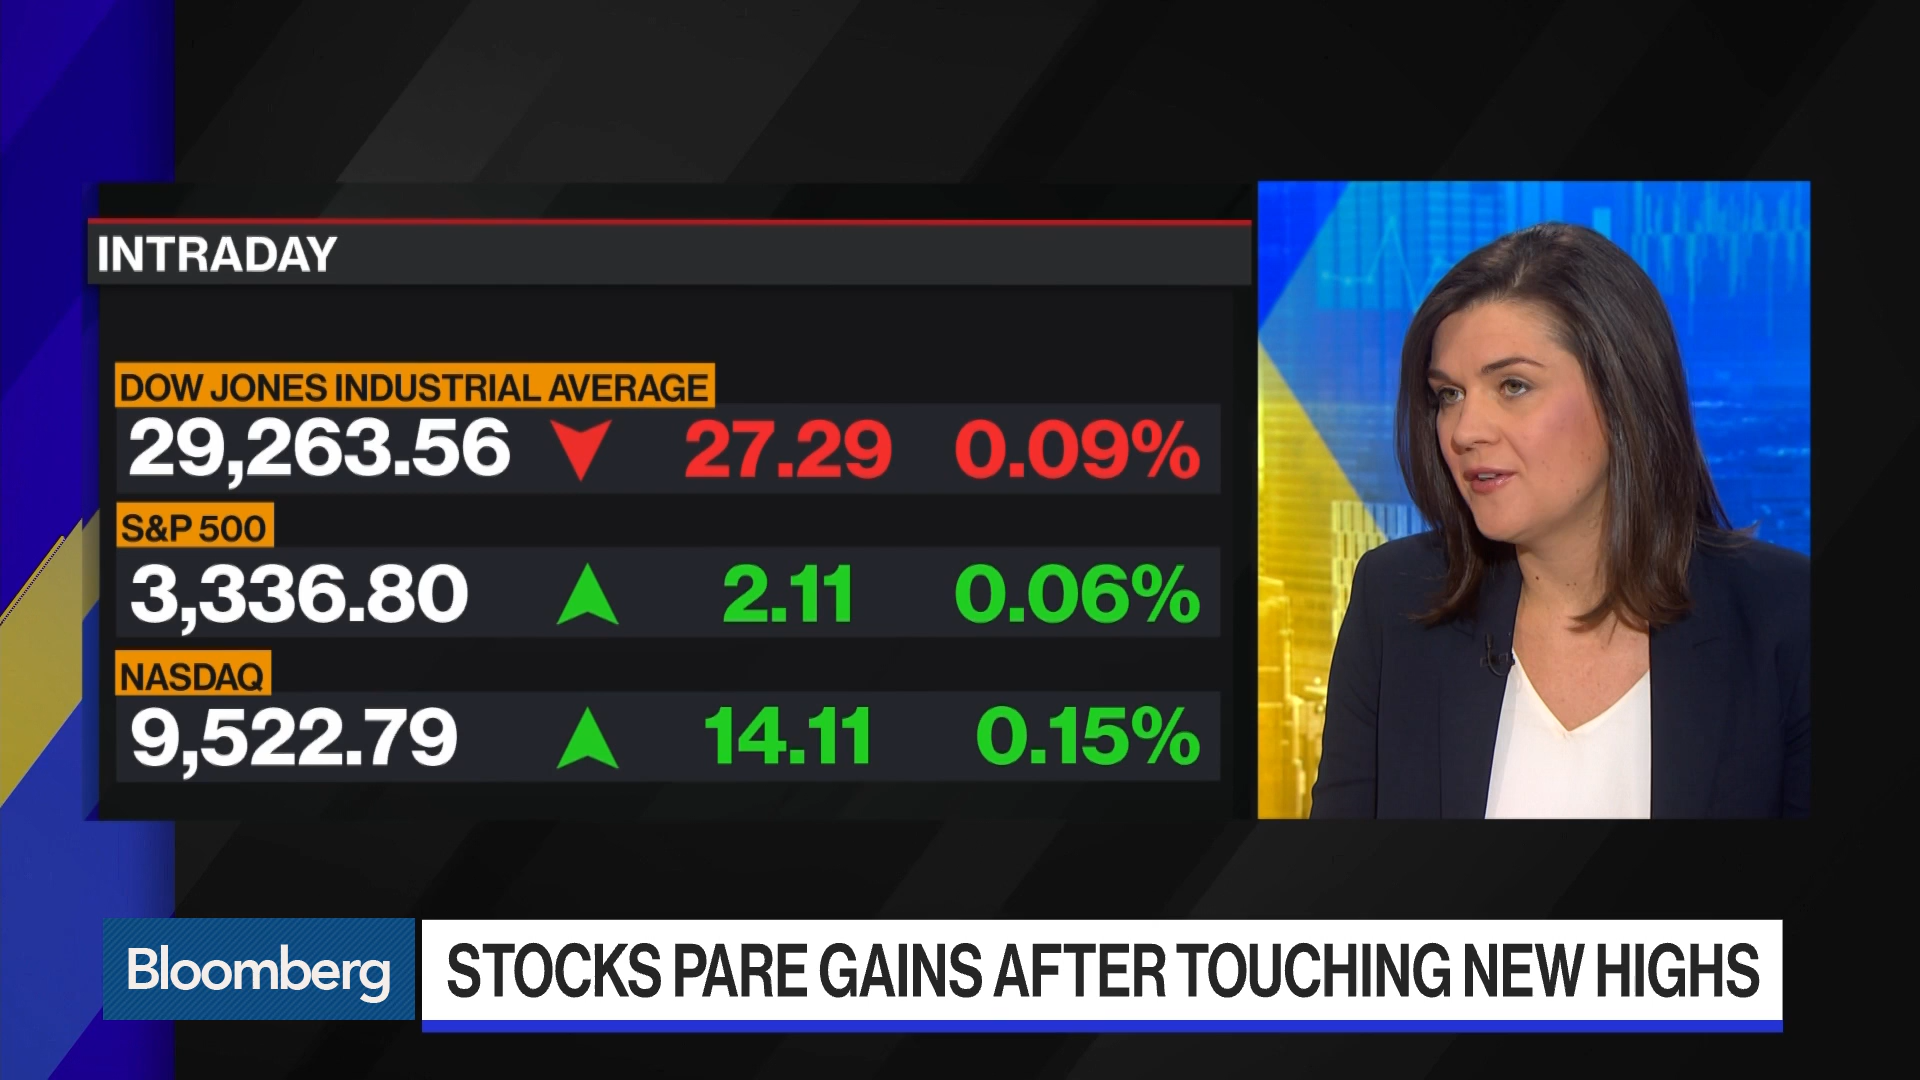 INTRADAY
DOW JONES INDUSTRIAL AVERAGE
29,263.56 ▼ 27.29 0.09%
S&P 500
3,336.80 ▲ 2.11 0.06%
NASDAQ
9,522.79 ▲ 14.11 0.15%
Bloomberg
STOCKS PARE GAINS AFTER TOUCHING NEW HIGHS